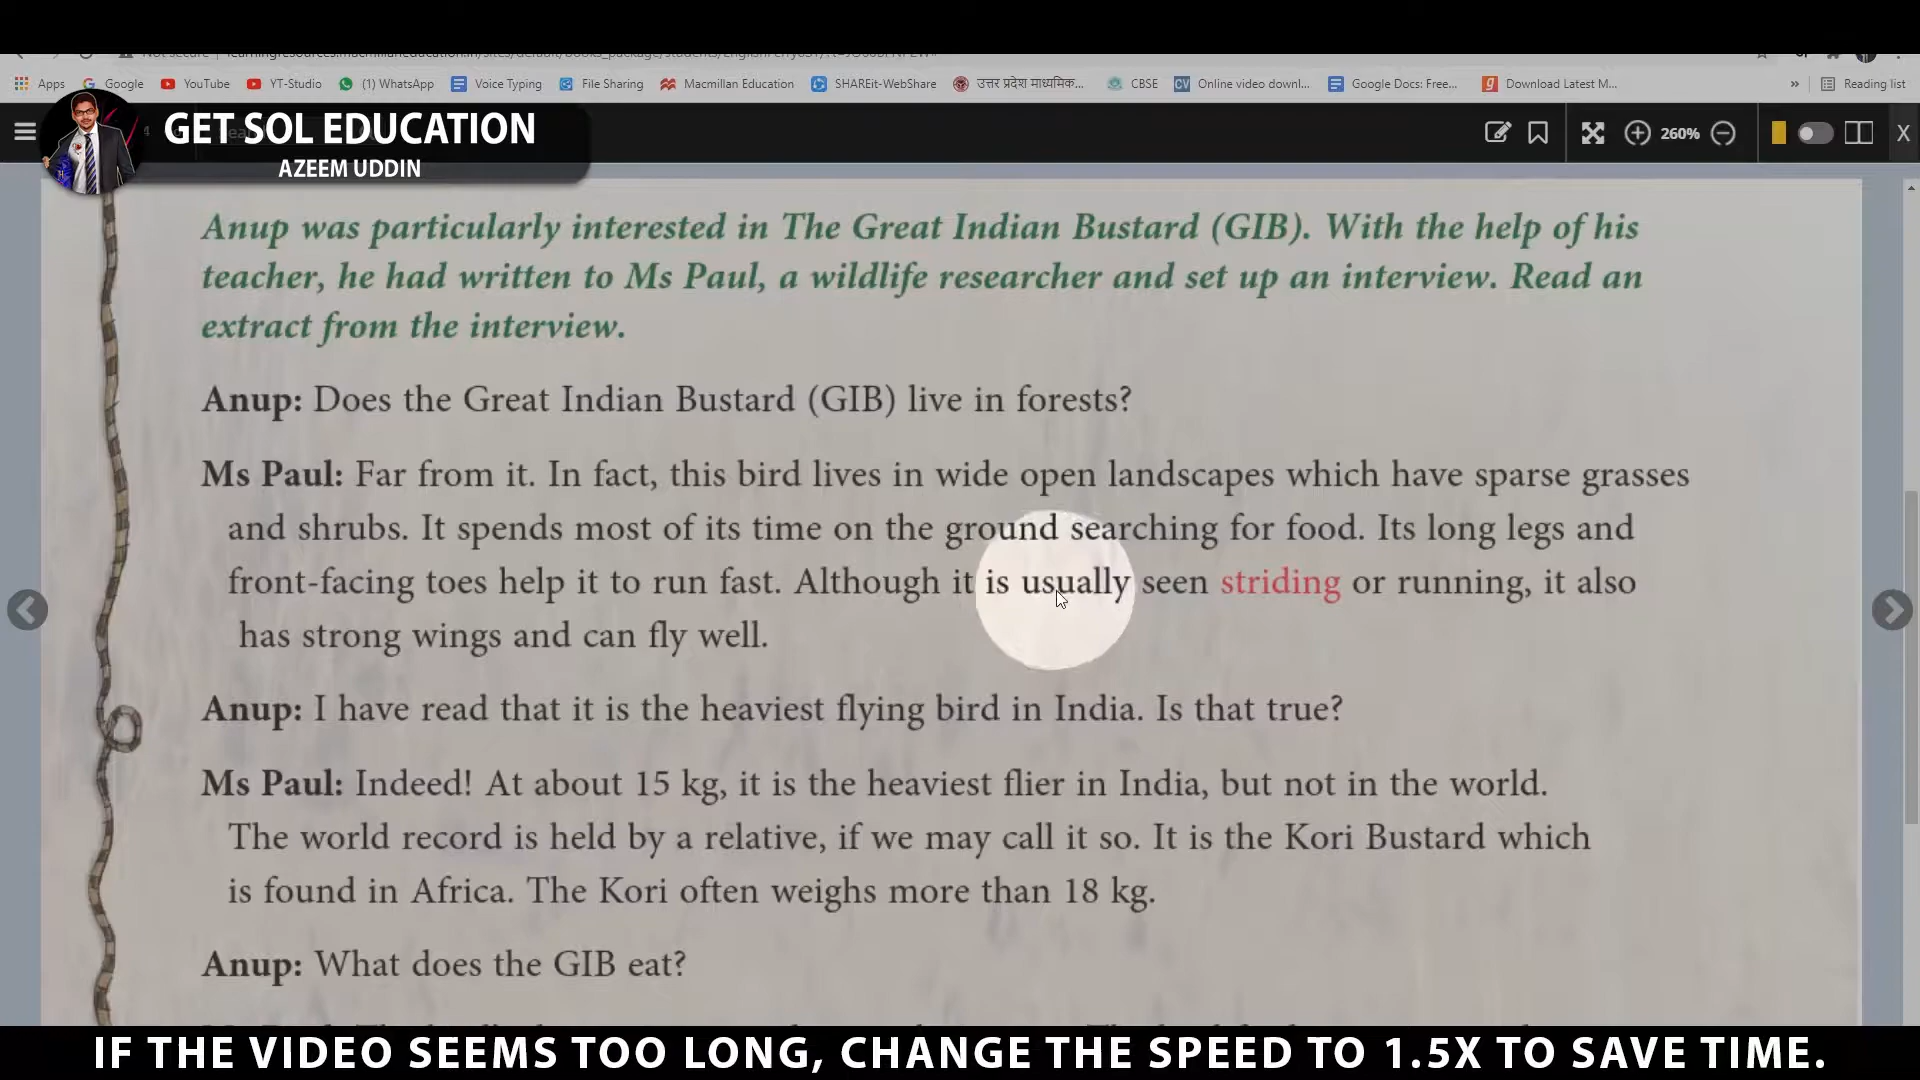 Not secure
Apps Google YouTube YT-Studio (1) WhatsApp Voice Typing File Sharing Macmillan Education SHAREit-WebShare उत्तर प्रदेश माध्यमिक... CBSE Online video downl... Google Docs: Free... Download Latest M... » Reading list
GET SOL EDUCATION
260% X
AZEEM UDDIN
Anup was particularly interested in The Great Indian Bustard (GIB). With the help of his
teacher, he had written to Ms Paul, a wildlife researcher and set up an interview. Read an
extract from the interview.
Anup: Does the Great Indian Bustard (GIB) live in forests?
Ms Paul: Far from it. In fact, this bird lives in wide open landscapes which have sparse grasses
and shrubs. It spends most of its time on the ground searching for food. Its long legs and
front-facing toes help it to run fast. Although it is usually seen striding or running, it also
has strong wings and can fly well.
Anup: I have read that it is the heaviest flying bird in India. Is that true?
Ms Paul: Indeed! At about 15 kg, it is the heaviest flier in India, but not in the world.
The world record is held by a relative, if we may call it so. It is the Kori Bustard which
is found in Africa. The Kori often weighs more than 18 kg.
Anup: What does the GIB eat?
IF THE VIDEO SEEMS TOO LONG, CHANGE THE SPEED TO 1.5X TO SAVE TIME.